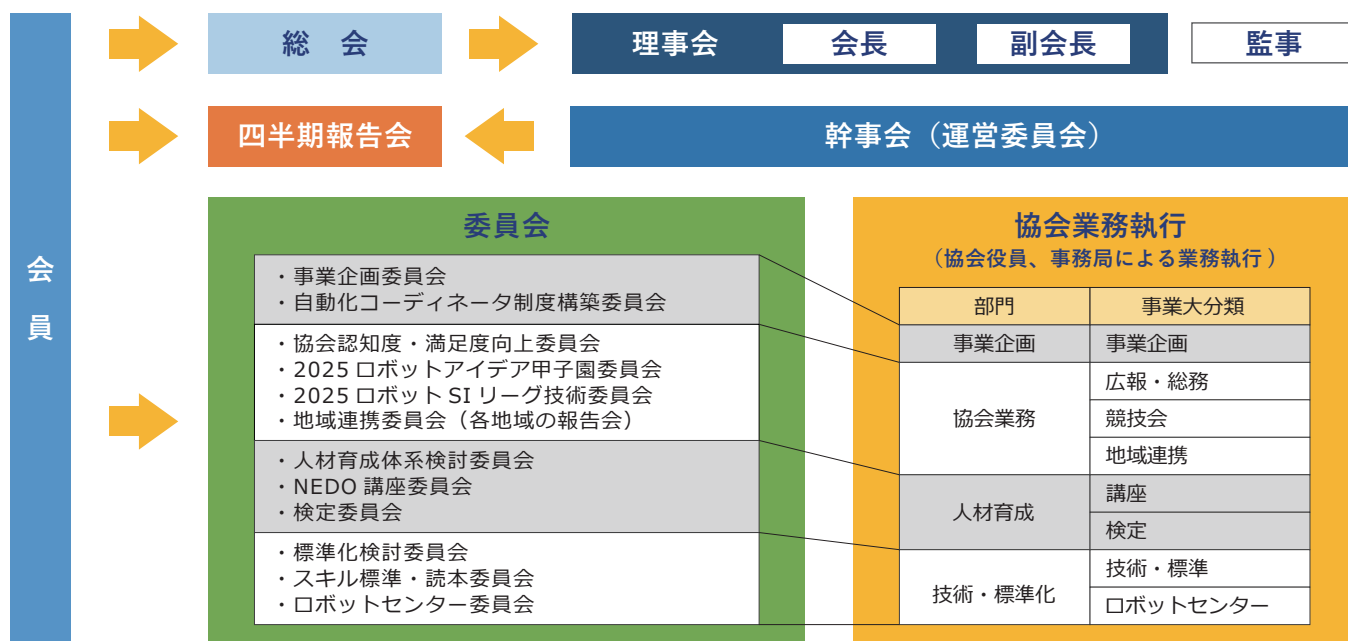 会員
総　会
理事会
会長
副会長
監事
四半期報告会
幹事会（運営委員会）
委員会
・事業企画委員会
・自動化コーディネータ制度構築委員会
・協会認知度・満足度向上委員会
・2025 ロボットアイデア甲子園委員会
・2025 ロボット SI リーグ技術委員会
・地域連携委員会（各地域の報告会）
・人材育成体系検討委員会
・NEDO 講座委員会
・検定委員会
・標準化検討委員会
・スキル標準・読本委員会
・ロボットセンター委員会
協会業務執行
（協会役員、事務局による業務執行 ）
部門
事業大分類
事業企画
事業企画
協会業務
広報・総務
競技会
地域連携
人材育成
講座
検定
技術・標準化
技術・標準
ロボットセンター